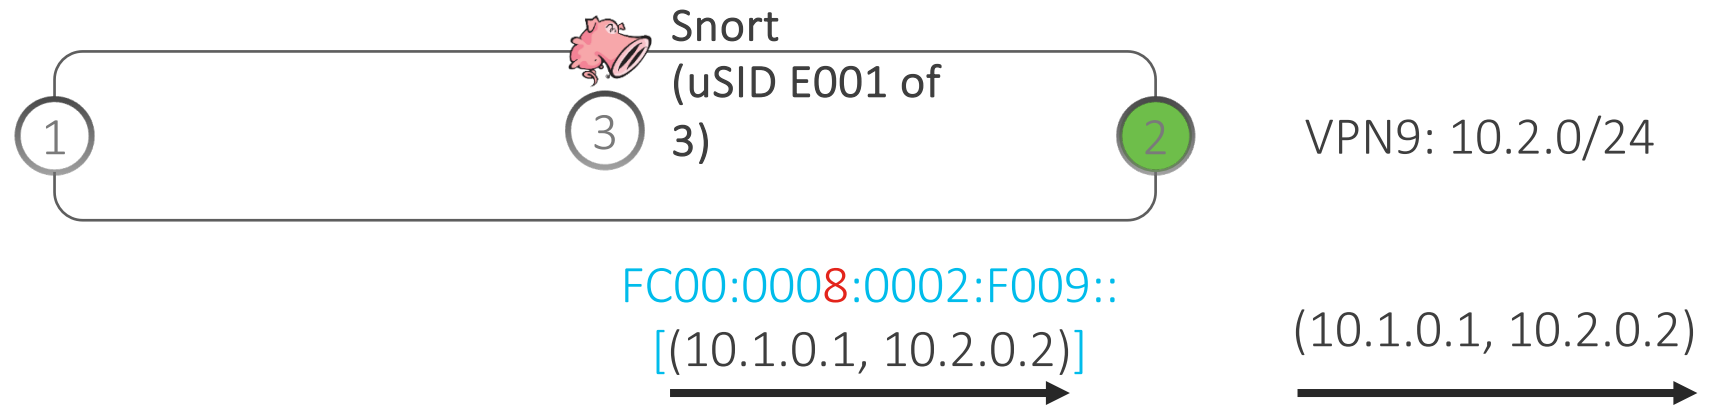 Snort
(uSID E001 of
3)
1
3
2
VPN9: 10.2.0/24
FC00:0008:0002:F009::
[(10.1.0.1, 10.2.0.2)]
(10.1.0.1, 10.2.0.2)